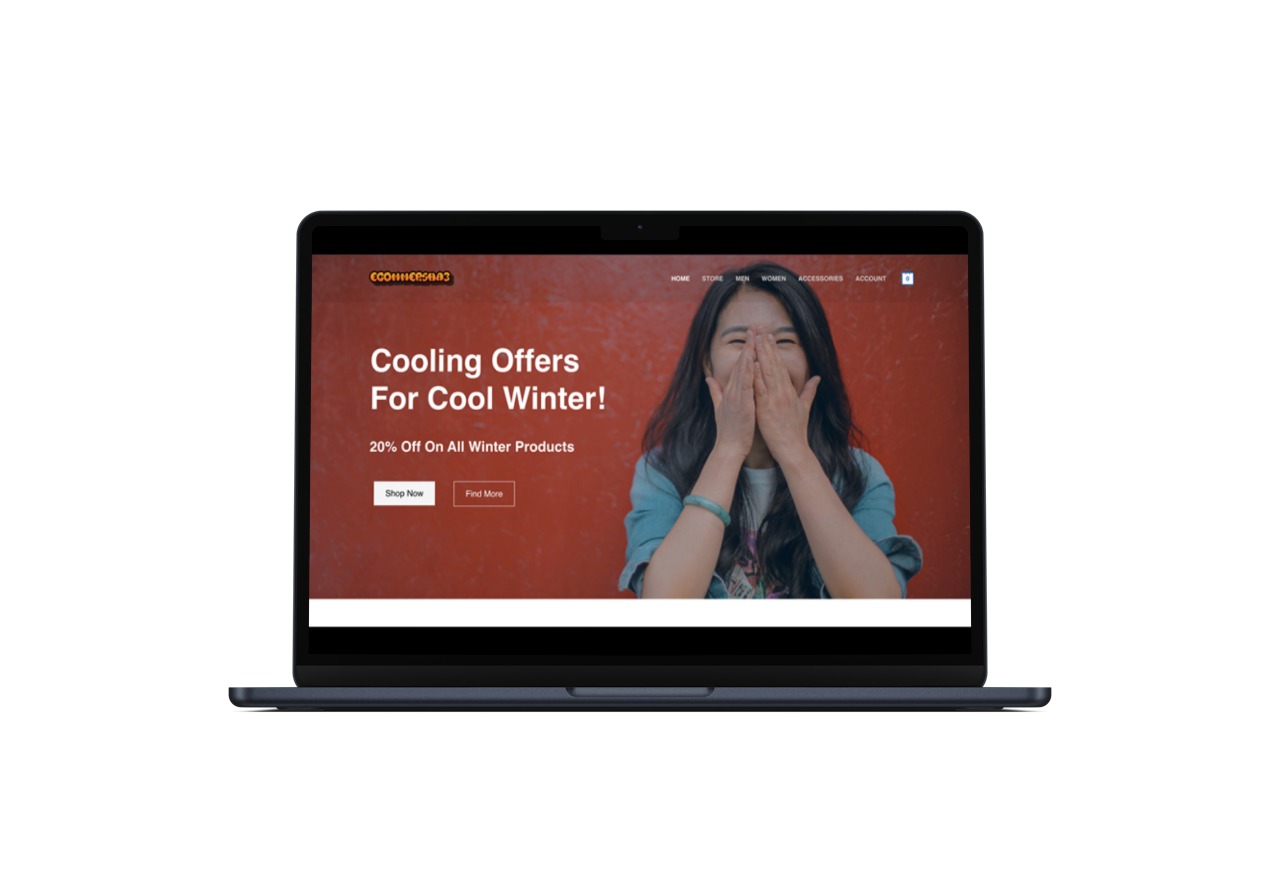 HOME STORE MEN WOMEN ACCESSORIES ACCOUNT 0
Cooling Offers
For Cool Winter!
20% Off On All Winter Products
Shop Now Find More